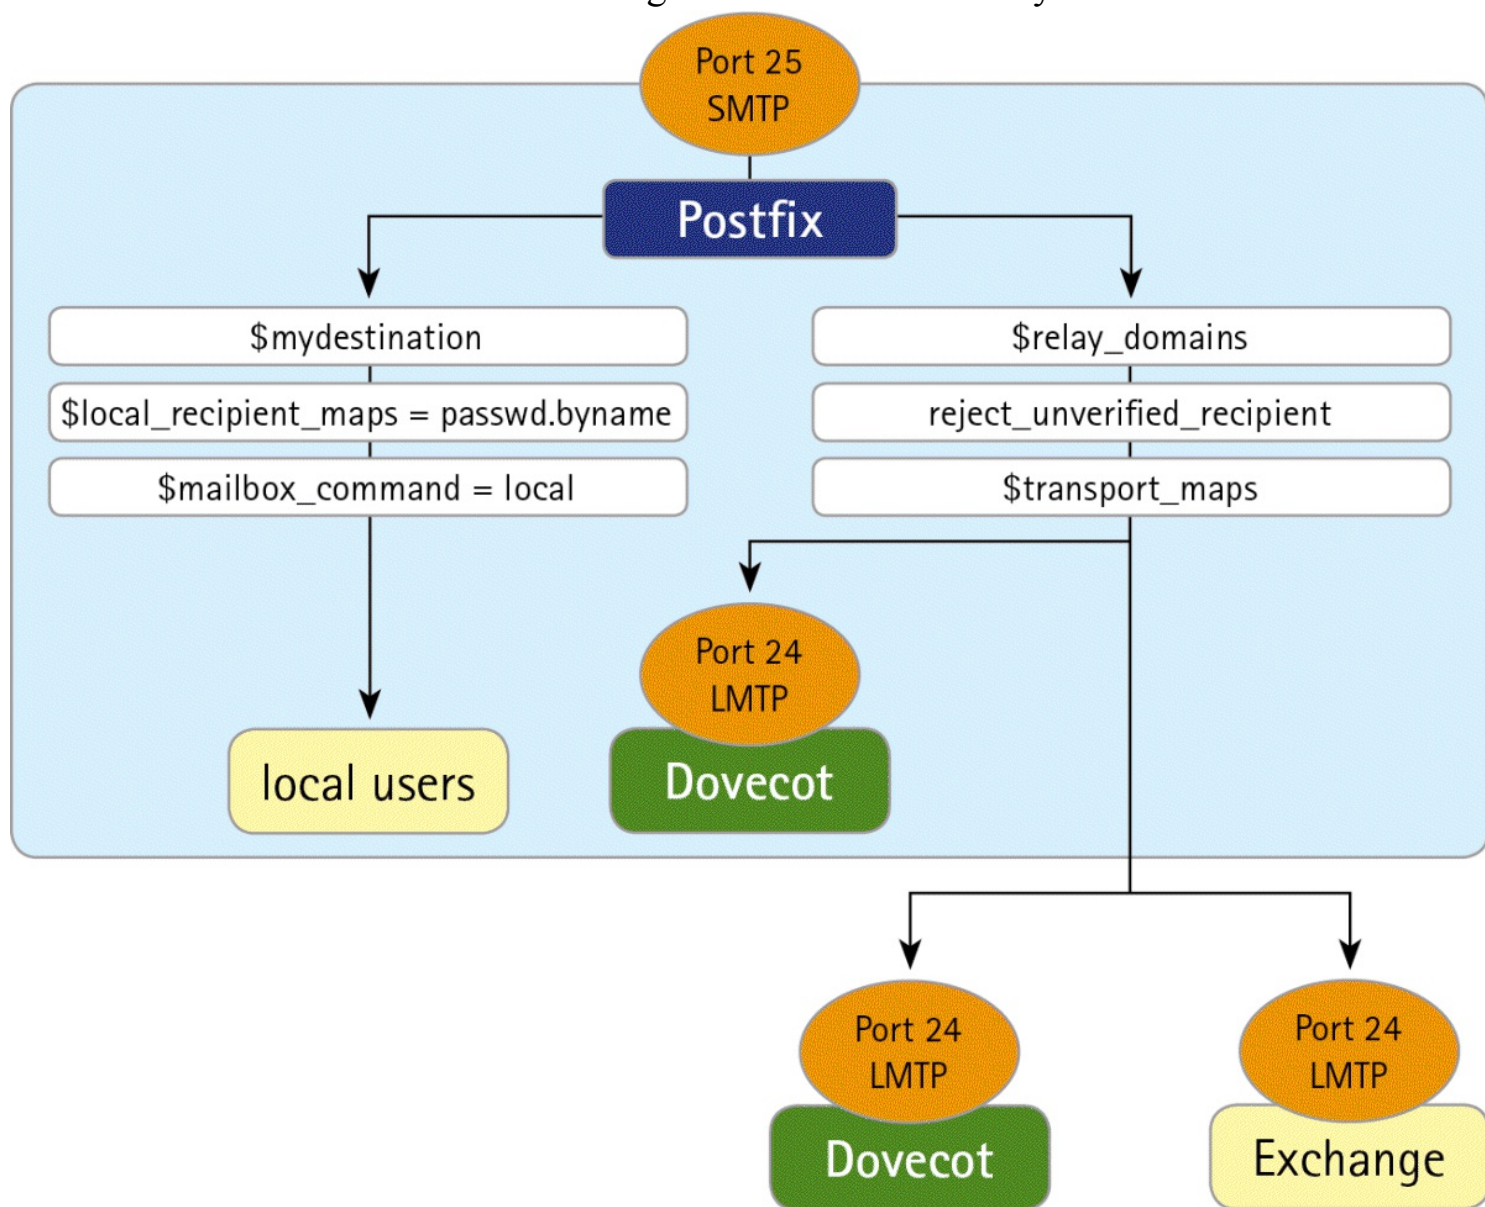 Port 25
SMTP
Postfix
$mydestination
$relay_domains
$local_recipient_maps = passwd.byname
reject_unverified_recipient
$mailbox_command = local
$transport_maps
Port 24
LMTP
local users
Dovecot
Port 24
LMTP
Port 24
LMTP
Dovecot
Exchange